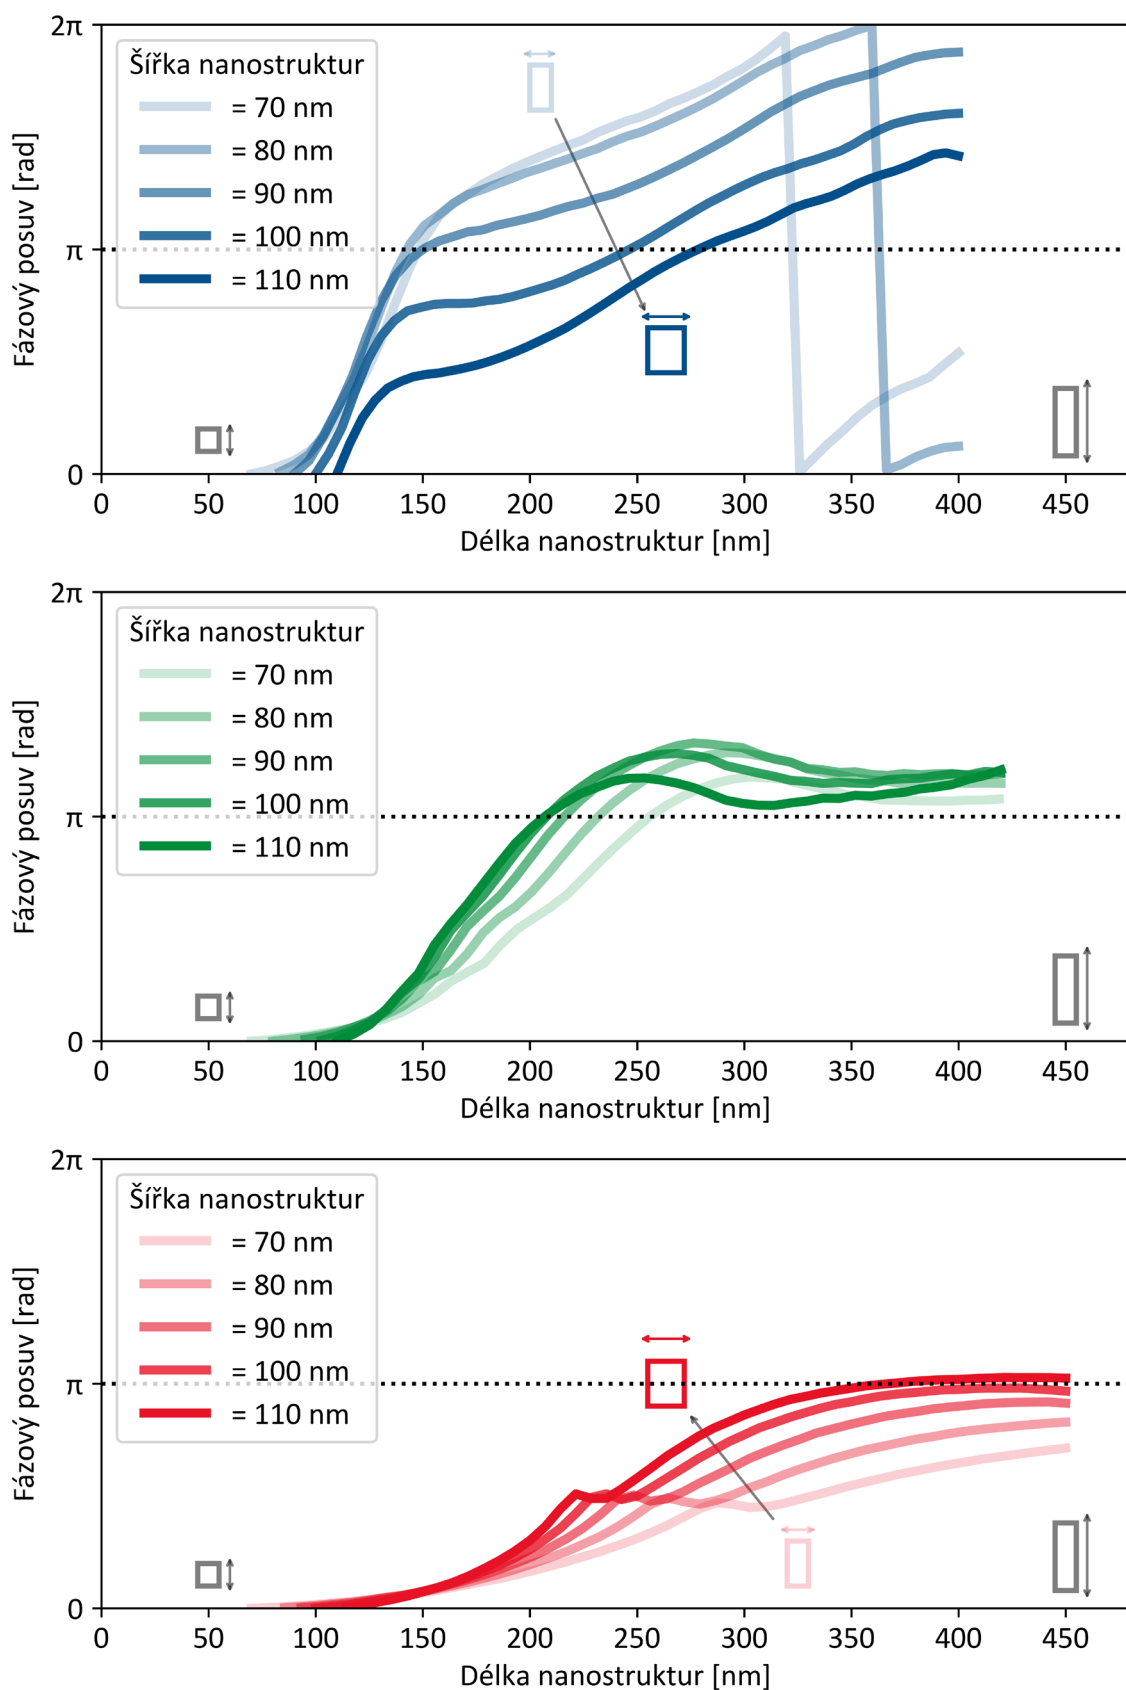 2π
Šířka nanostruktur
= 70 nm
= 80 nm
= 90 nm
= 100 nm
= 110 nm
π
0
Fázový posuv [rad]
0 50 100 150 200 250 300 350 400 450
Délka nanostruktur [nm]
2π
Šířka nanostruktur
= 70 nm
= 80 nm
= 90 nm
= 100 nm
= 110 nm
π
0
Fázový posuv [rad]
0 50 100 150 200 250 300 350 400 450
Délka nanostruktur [nm]
2π
Šířka nanostruktur
= 70 nm
= 80 nm
= 90 nm
= 100 nm
= 110 nm
π
0
Fázový posuv [rad]
0 50 100 150 200 250 300 350 400 450
Délka nanostruktur [nm]